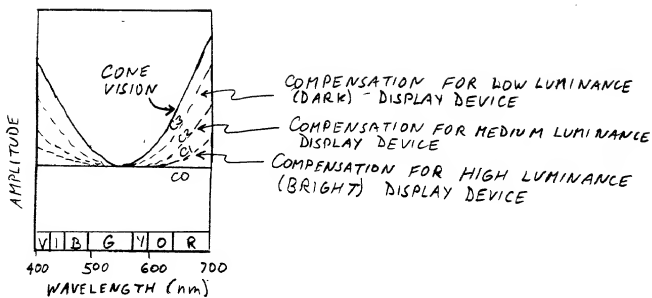 CONE
VISION
COMPENSATION FOR LOW LUMINANCE
(DARK) - DISPLAY DEVICE
COMPENSATION FOR MEDIUM LUMINANCE
DISPLAY DEVICE
COMPENSATION FOR HIGH LUMINANCE
(BRIGHT) DISPLAY DEVICE
C3
C2
C1
C0
AMPLITUDE
V I B G Y O R
400 500 600 700
WAVELENGTH (nm)